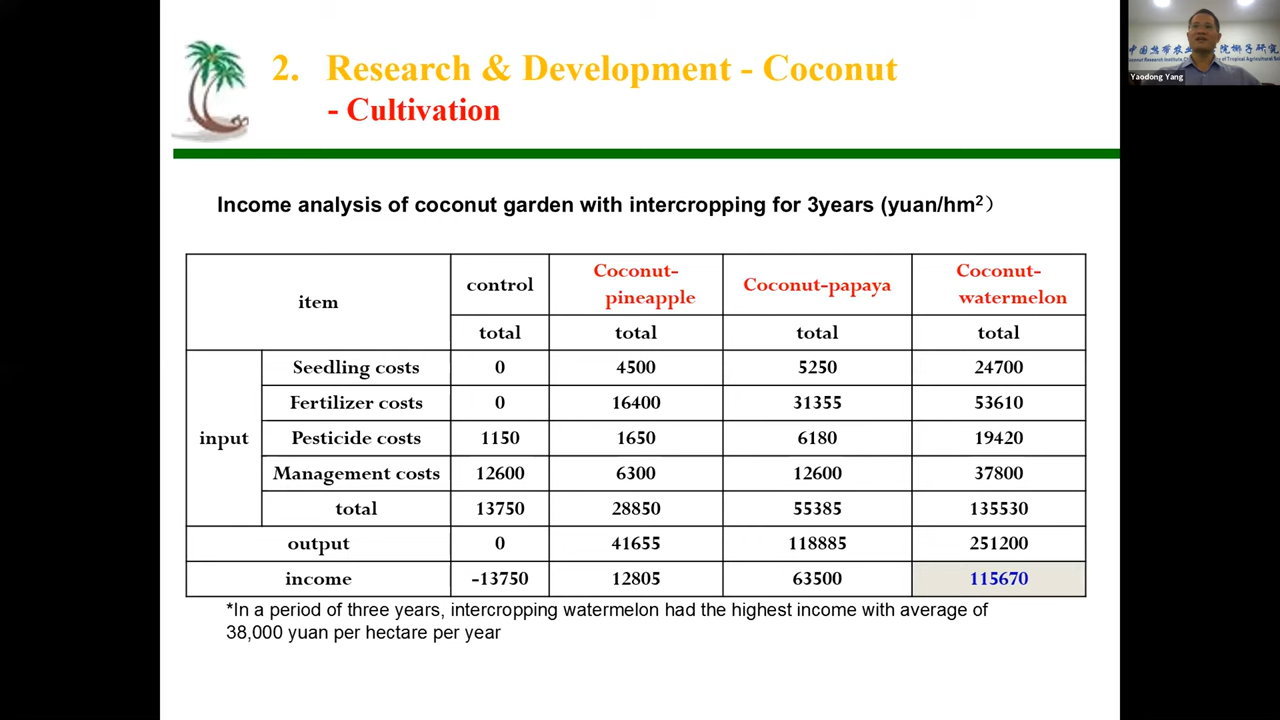 2. Research & Development - Coconut
- Cultivation
Income analysis of coconut garden with intercropping for 3years (yuan/hm²）
item control Coconut-pineapple Coconut-papaya Coconut-watermelon
total total total total
input
Seedling costs 0 4500 5250 24700
Fertilizer costs 0 16400 31355 53610
Pesticide costs 1150 1650 6180 19420
Management costs 12600 6300 12600 37800
total 13750 28850 55385 135530
output 0 41655 118885 251200
income -13750 12805 63500 115670
*In a period of three years, intercropping watermelon had the highest income with average of
38,000 yuan per hectare per year
Yaodong Yang